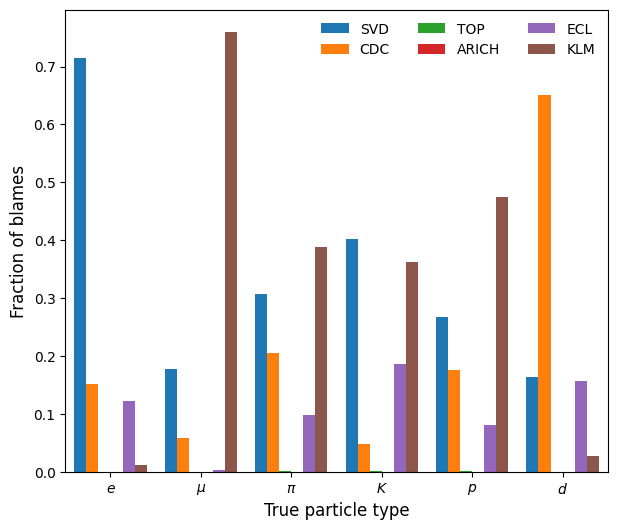 SVD TOP ECL
CDC ARICH KLM
Fraction of blames
0.7
0.6
0.5
0.4
0.3
0.2
0.1
0.0
e μ π K p d
True particle type